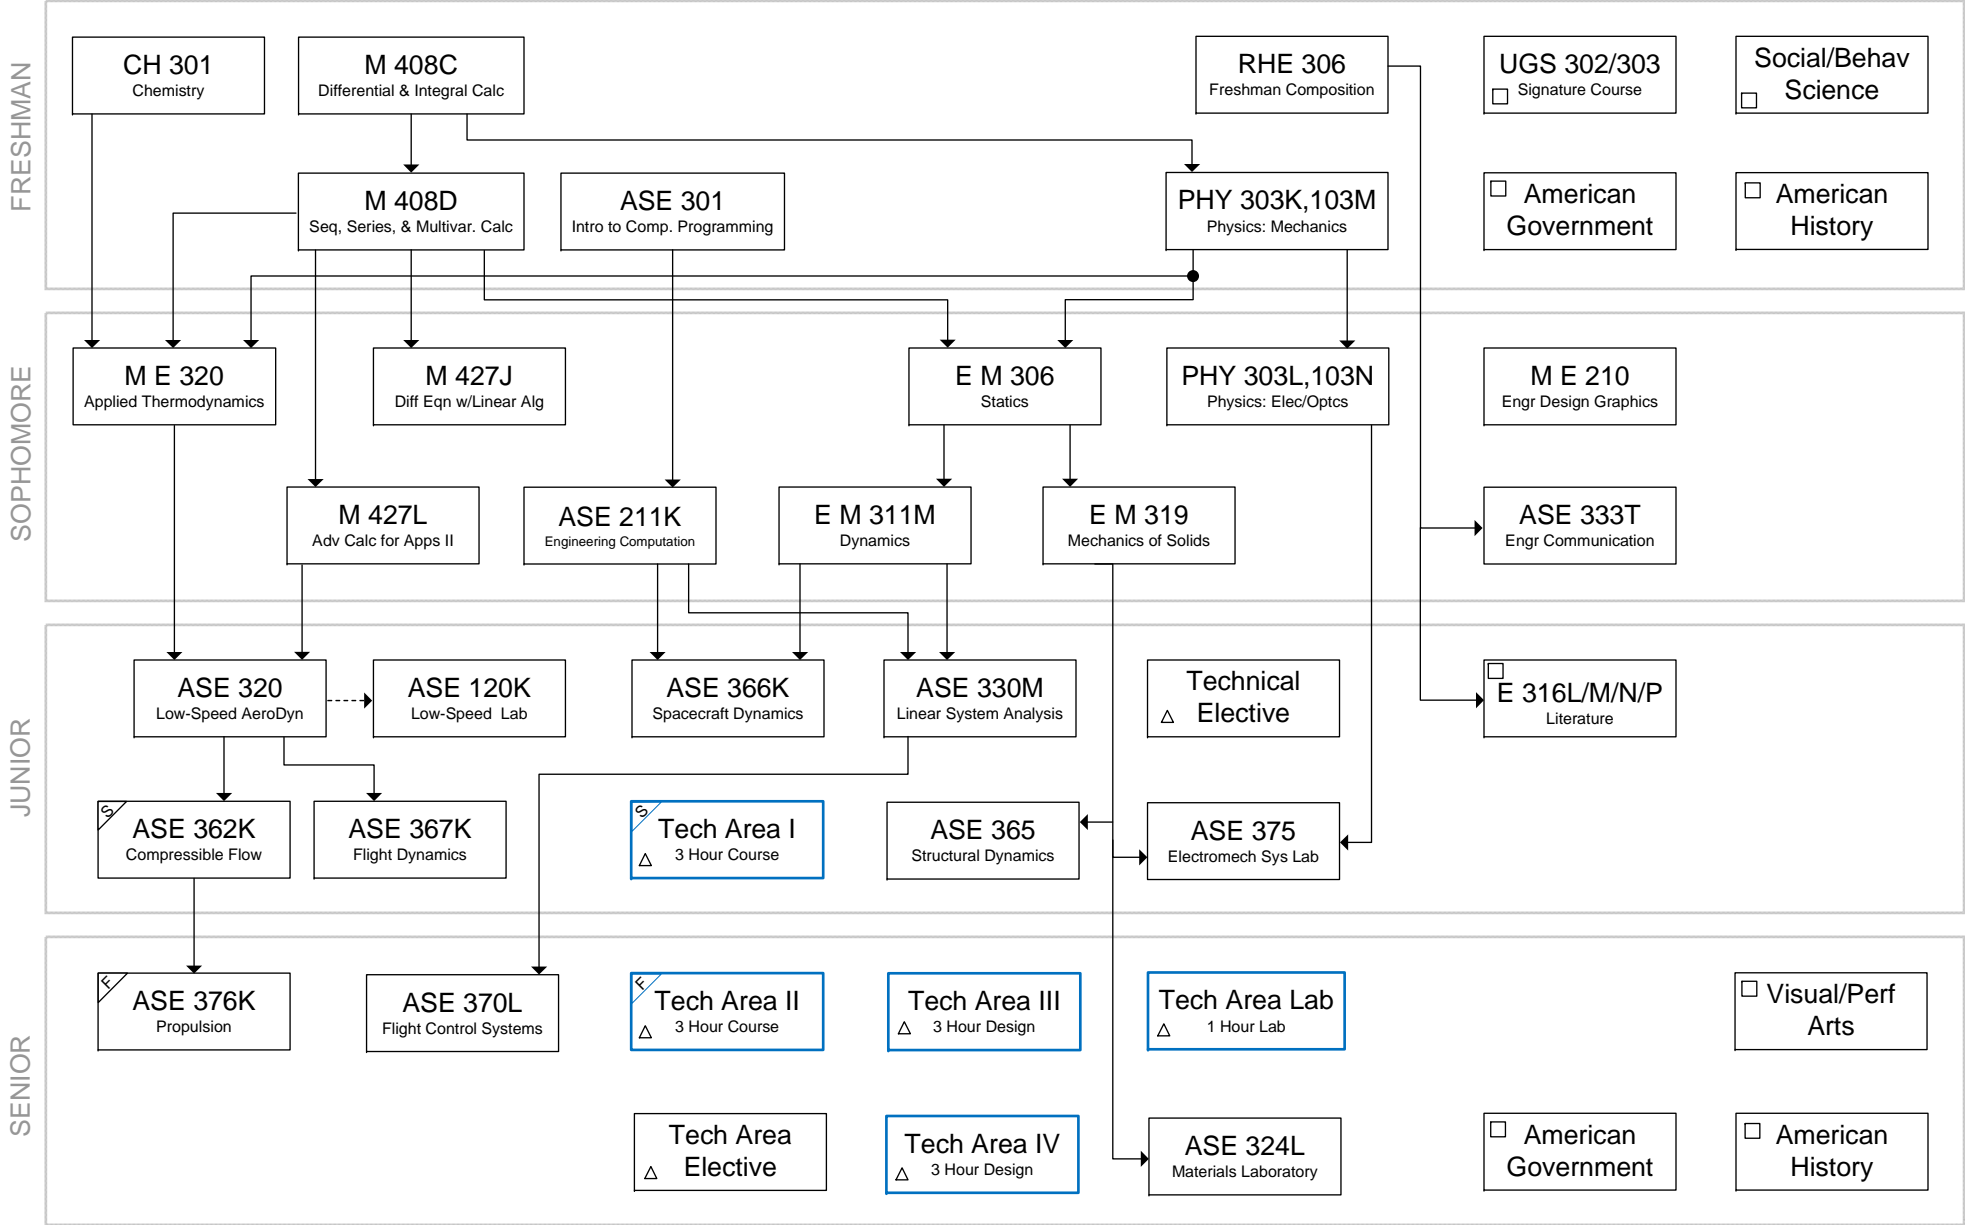 FRESHMAN
CH 301
Chemistry
M 408C
Differential & Integral Calc
RHE 306
Freshman Composition
UGS 302/303
Signature Course
Social/Behav
Science
M 408D
Seq, Series, & Multivar. Calc
ASE 301
Intro to Comp. Programming
PHY 303K,103M
Physics: Mechanics
American
Government
American
History
SOPHOMORE
M E 320
Applied Thermodynamics
M 427J
Diff Eqn w/Linear Alg
E M 306
Statics
PHY 303L,103N
Physics: Elec/Optcs
M E 210
Engr Design Graphics
M 427L
Adv Calc for Apps II
ASE 211K
Engineering Computation
E M 311M
Dynamics
E M 319
Mechanics of Solids
ASE 333T
Engr Communication
JUNIOR
ASE 320
Low-Speed AeroDyn
ASE 120K
Low-Speed Lab
ASE 366K
Spacecraft Dynamics
ASE 330M
Linear System Analysis
Technical
Elective
E 316L/M/N/P
Literature
S
ASE 362K
Compressible Flow
ASE 367K
Flight Dynamics
S
Tech Area I
3 Hour Course
ASE 365
Structural Dynamics
ASE 375
Electromech Sys Lab
SENIOR
F
ASE 376K
Propulsion
ASE 370L
Flight Control Systems
F
Tech Area II
3 Hour Course
Tech Area III
3 Hour Design
Tech Area Lab
1 Hour Lab
Visual/Perf
Arts
Tech Area
Elective
Tech Area IV
3 Hour Design
ASE 324L
Materials Laboratory
American
Government
American
History